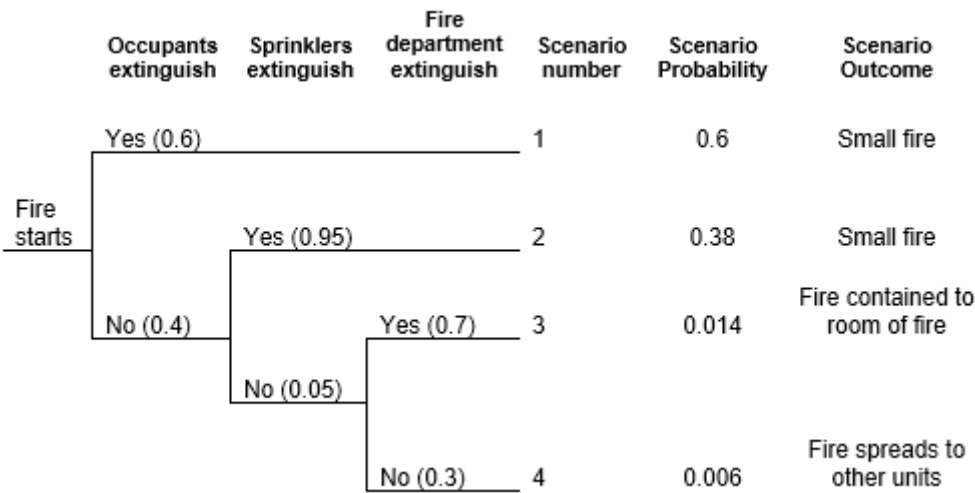 Occupants extinguish
Sprinklers extinguish
Fire department extinguish
Scenario number
Scenario Probability
Scenario Outcome
Yes (0.6)
1
0.6
Small fire
Fire starts
Yes (0.95)
2
0.38
Small fire
No (0.4)
Yes (0.7)
3
0.014
Fire contained to
room of fire
No (0.05)
No (0.3)
4
0.006
Fire spreads to
other units